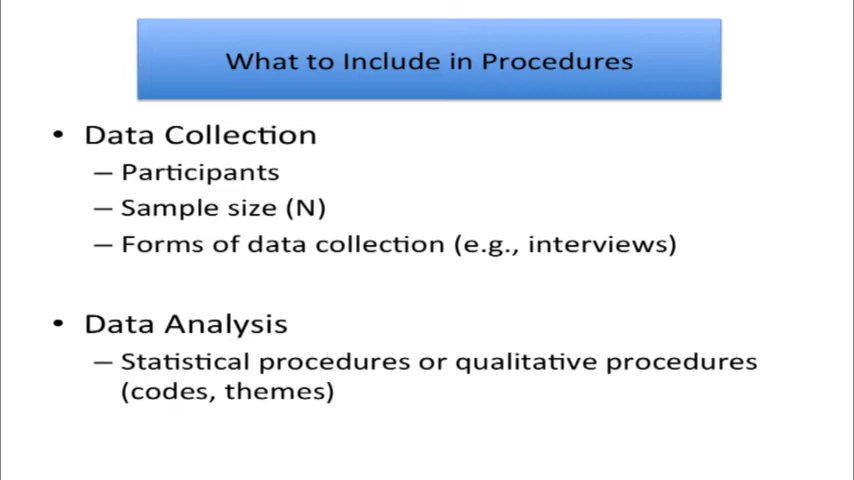 What to Include in Procedures
• Data Collection
– Participants
– Sample size (N)
– Forms of data collection (e.g., interviews)
• Data Analysis
– Statistical procedures or qualitative procedures
(codes, themes)